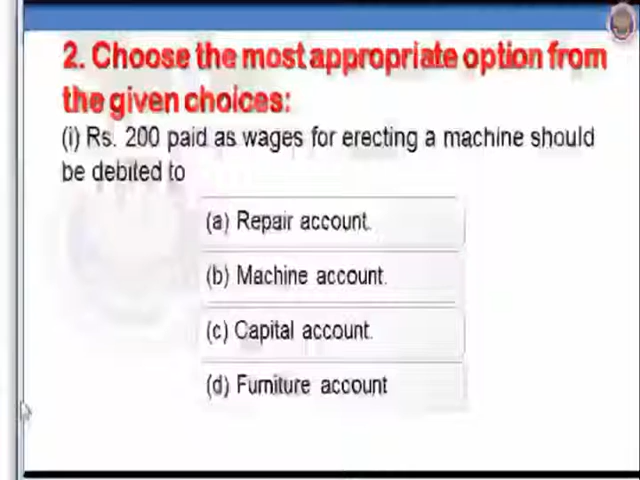 2. Choose the most appropriate option from
the given choices:
(i) Rs. 200 paid as wages for erecting a machine should
be debited to
(a) Repair account.
(b) Machine account.
(c) Capital account.
(d) Furniture account